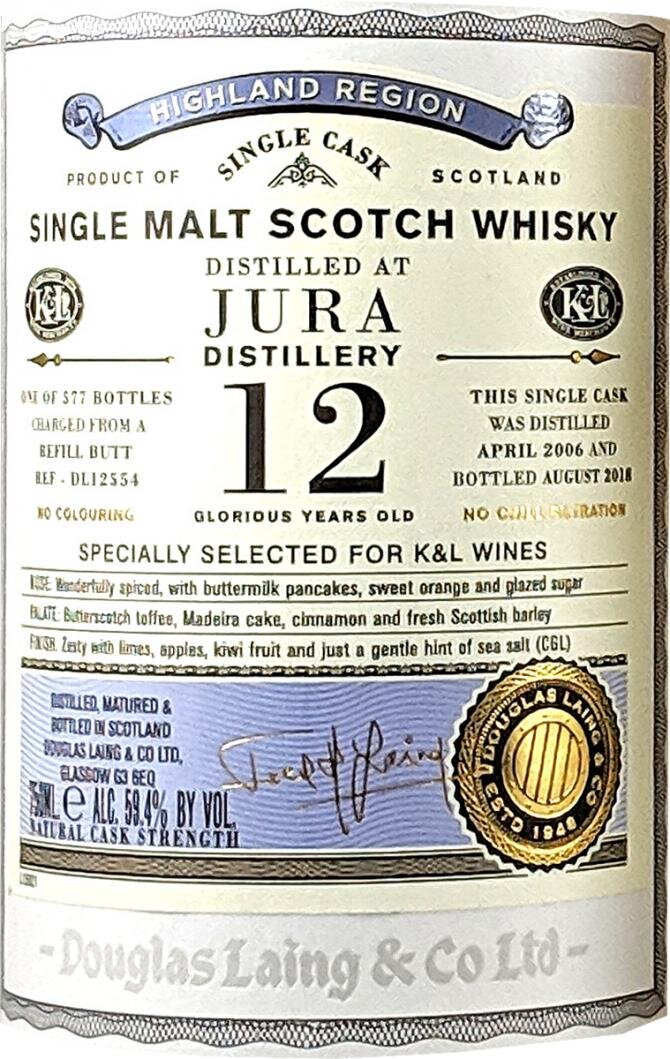 HIGHLAND REGION
SINGLE CASK
PRODUCT OF
SCOTLAND
SINGLE MALT SCOTCH WHISKY
DISTILLED AT
JURA
DISTILLERY
K&L
K&L
ONE OF 577 BOTTLES
CHARGED FROM A
REFILL BUTT
REF - DL12554
NO COLOURING
12
GLORIOUS YEARS OLD
THIS SINGLE CASK
WAS DISTILLED
APRIL 2006 AND
BOTTLED AUGUST 2018
NO CHILL-FILTRATION
SPECIALLY SELECTED FOR K&L WINES
NOSE: Wonderfully spiced, with buttermilk pancakes, sweet orange and glazed sugar
PALATE: Butterscotch toffee, Madeira cake, cinnamon and fresh Scottish barley
FINISH: Zesty with limes, apples, kiwi fruit and just a gentle hint of sea salt (CGL)
DISTILLED, MATURED &
BOTTLED IN SCOTLAND
DOUGLAS LAING & CO LTD,
GLASGOW G3 6EQ
750ML e ALC. 59.4% BY VOL.
NATURAL CASK STRENGTH
DOUGLAS LAING & CO
ESTD 1948
-Douglas Laing & Co Ltd-